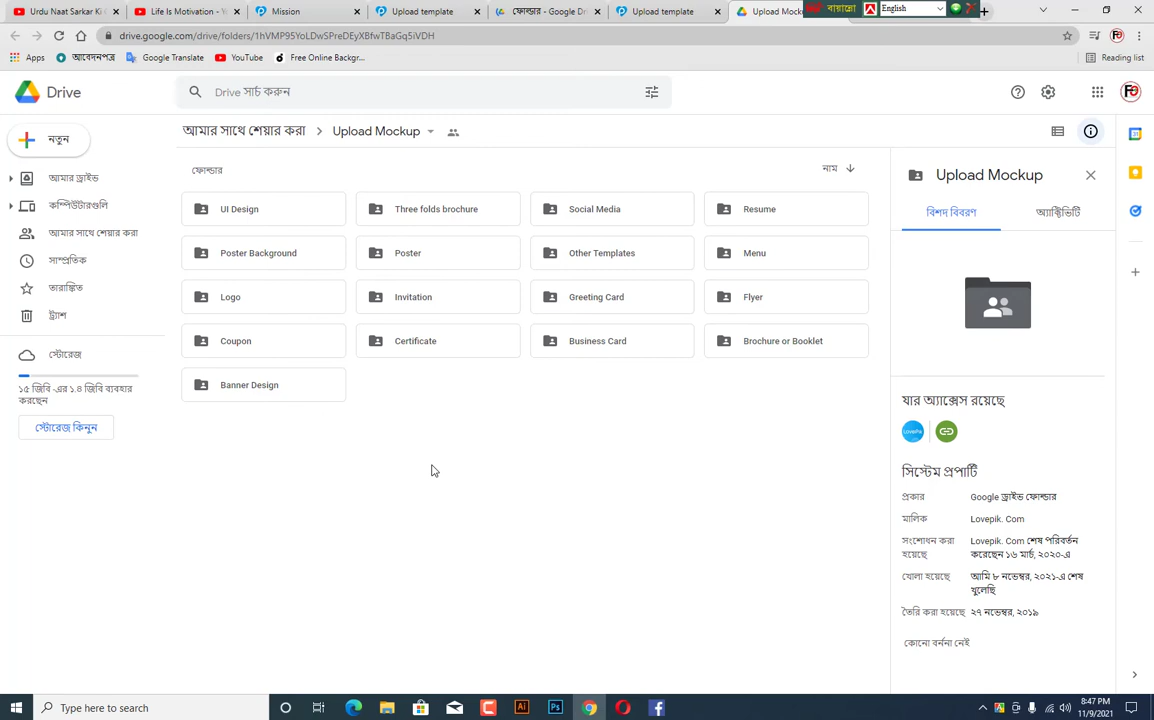 Urdu Naat Sarkar Ki
Life Is Motivation -
Mission
Upload template
ফোল্ডার - Google Dr
Upload template
Upload Mocku
বায়ান্নো
English
drive.google.com/drive/folders/1hVMP95YoLDwSPreDEyXBfwTBaGq5iVDH
Apps
আবেদনপত্র
Google Translate
YouTube
Free Online Backgr...
Reading list
Drive
Drive সার্চ করুন
নতুন
আমার সাথে শেয়ার করা
Upload Mockup
ফোল্ডার
নাম
আমার ড্রাইভ
কম্পিউটারগুলি
আমার সাথে শেয়ার করা
সাম্প্রতিক
তারাঙ্কিত
ট্র্যাশ
স্টোরেজ
১৫ জিবি -এর ১.৪ জিবি ব্যবহার
করছেন
স্টোরেজ কিনুন
UI Design
Three folds brochure
Social Media
Resume
Poster Background
Poster
Other Templates
Menu
Logo
Invitation
Greeting Card
Flyer
Coupon
Certificate
Business Card
Brochure or Booklet
Banner Design
Upload Mockup
বিশদ বিবরণ
অ্যাক্টিভিটি
যার অ্যাক্সেস রয়েছে
LovePik
সিস্টেম প্রপার্টি
প্রকার
Google ড্রাইভ ফোল্ডার
মালিক
Lovepik. Com
সংশোধন করা
হয়েছে
Lovepik. Com শেষ পরিবর্তন
করেছেন ১৬ মার্চ, ২০২০-এ
খোলা হয়েছে
আমি ৮ নভেম্বর, ২০২১-এ শেষ
খুলেছি
তৈরি করা হয়েছে
২৭ নভেম্বর, ২০১৯
কোনো বর্ননা নেই
Type here to search
Ai
Ps
8:47 PM
11/9/2021